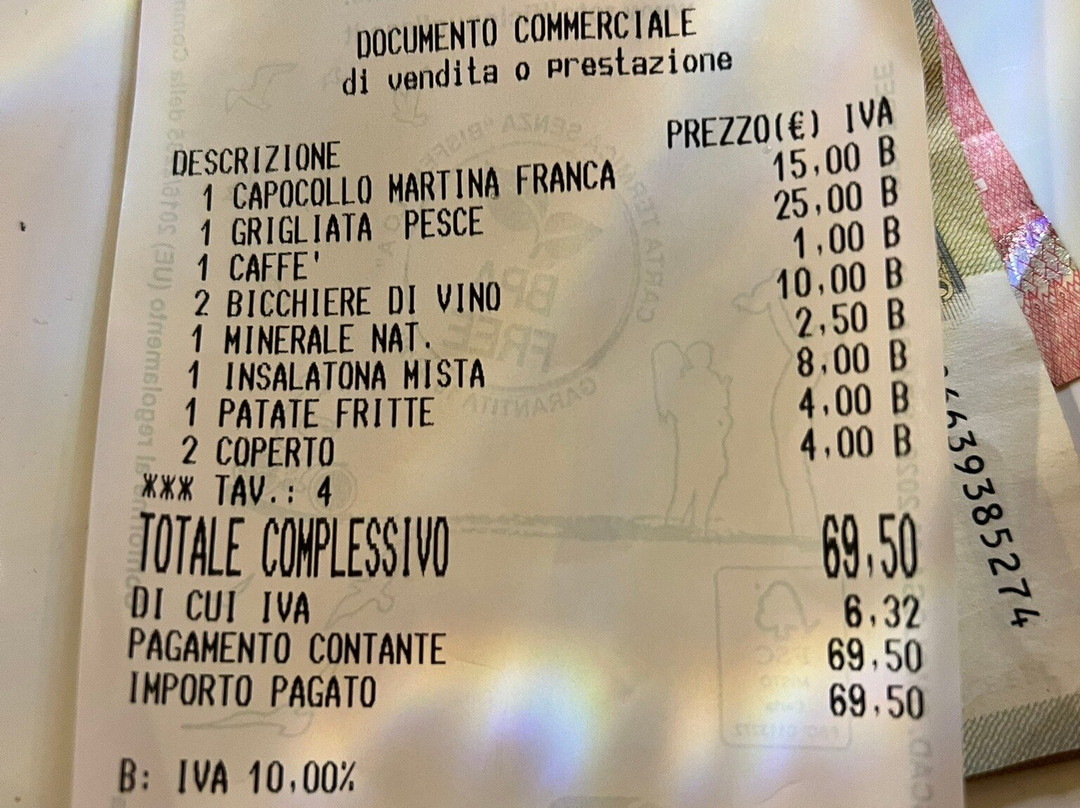 DOCUMENTO COMMERCIALE
di vendita o prestazione
DESCRIZIONE PREZZO(€) IVA
1 CAPOCOLLO MARTINA FRANCA 15,00 B
1 GRIGLIATA PESCE 25,00 B
1 CAFFE' 1,00 B
2 BICCHIERE DI VINO 10,00 B
1 MINERALE NAT. 2,50 B
1 INSALATONA MISTA 8,00 B
1 PATATE FRITTE 4,00 B
2 COPERTO 4,00 B
*** TAV.: 4
TOTALE COMPLESSIVO 69,50
DI CUI IVA 6,32
PAGAMENTO CONTANTE 69,50
IMPORTO PAGATO 69,50
B: IVA 10,00%
4639385274